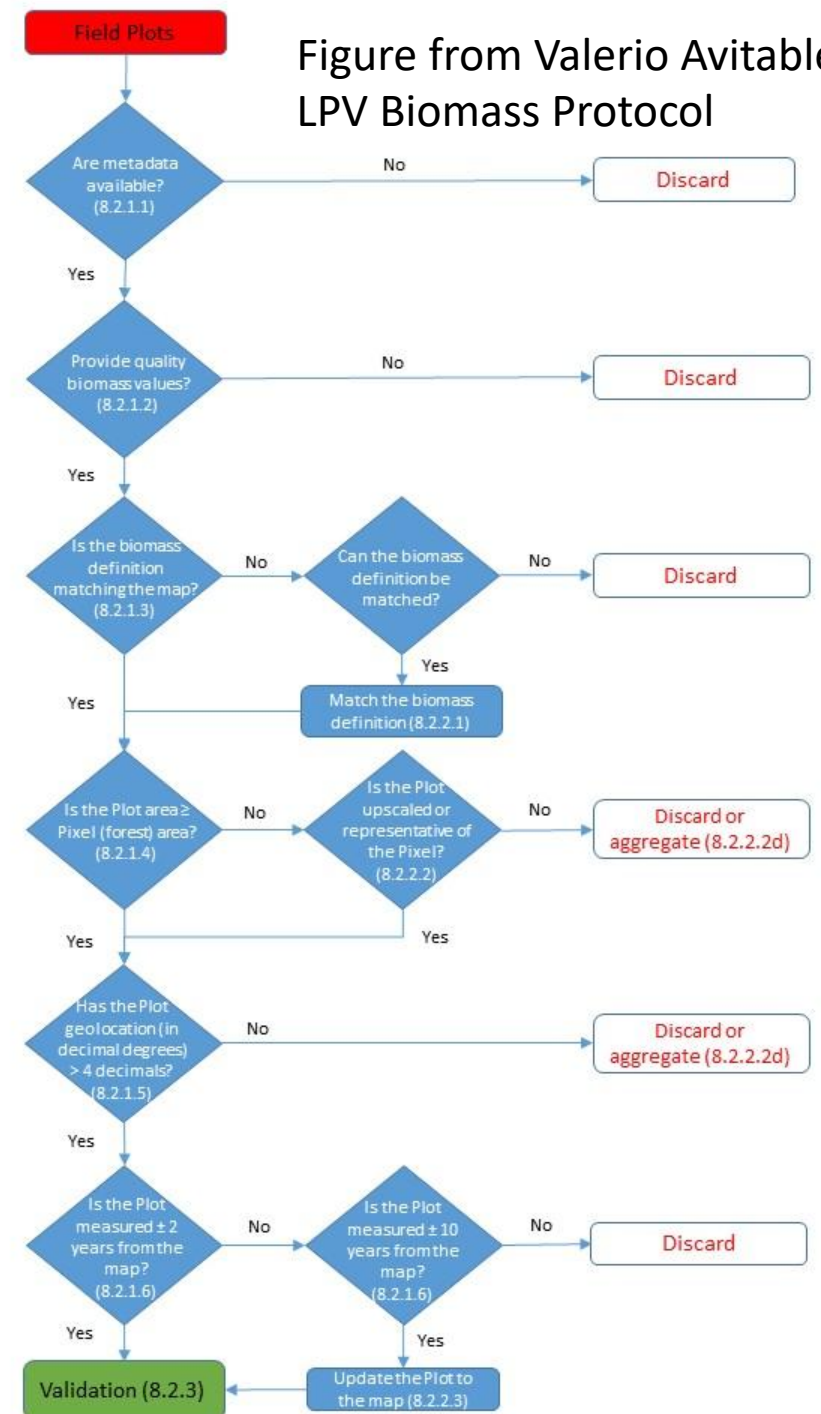 Field Plots
Figure from Valerio Avitabile
LPV Biomass Protocol
Are metadata
available?
(8.2.1.1)
No
Discard
Yes
Provide quality
biomass values?
(8.2.1.2)
No
Discard
Yes
Is the biomass
definition
matching the map?
(8.2.1.3)
No
Can the biomass
definition be
matched?
No
Discard
Yes
Match the biomass
definition (8.2.2.1)
Yes
Is the Plot area ≥
Pixel (forest) area?
(8.2.1.4)
No
Is the Plot
upscaled or
representative of
the Pixel?
(8.2.2.2)
No
Discard or
aggregate (8.2.2.2d)
Yes
Yes
Has the Plot
geolocation (in
decimal degrees)
> 4 decimals?
(8.2.1.5)
No
Discard or
aggregate (8.2.2.2d)
Yes
Is the Plot
measured ± 2
years from the
map?
(8.2.1.6)
No
Is the Plot
measured ± 10
years from the
map?
(8.2.1.6)
No
Discard
Yes
Yes
Update the Plot to
the map (8.2.2.3)
Validation (8.2.3)